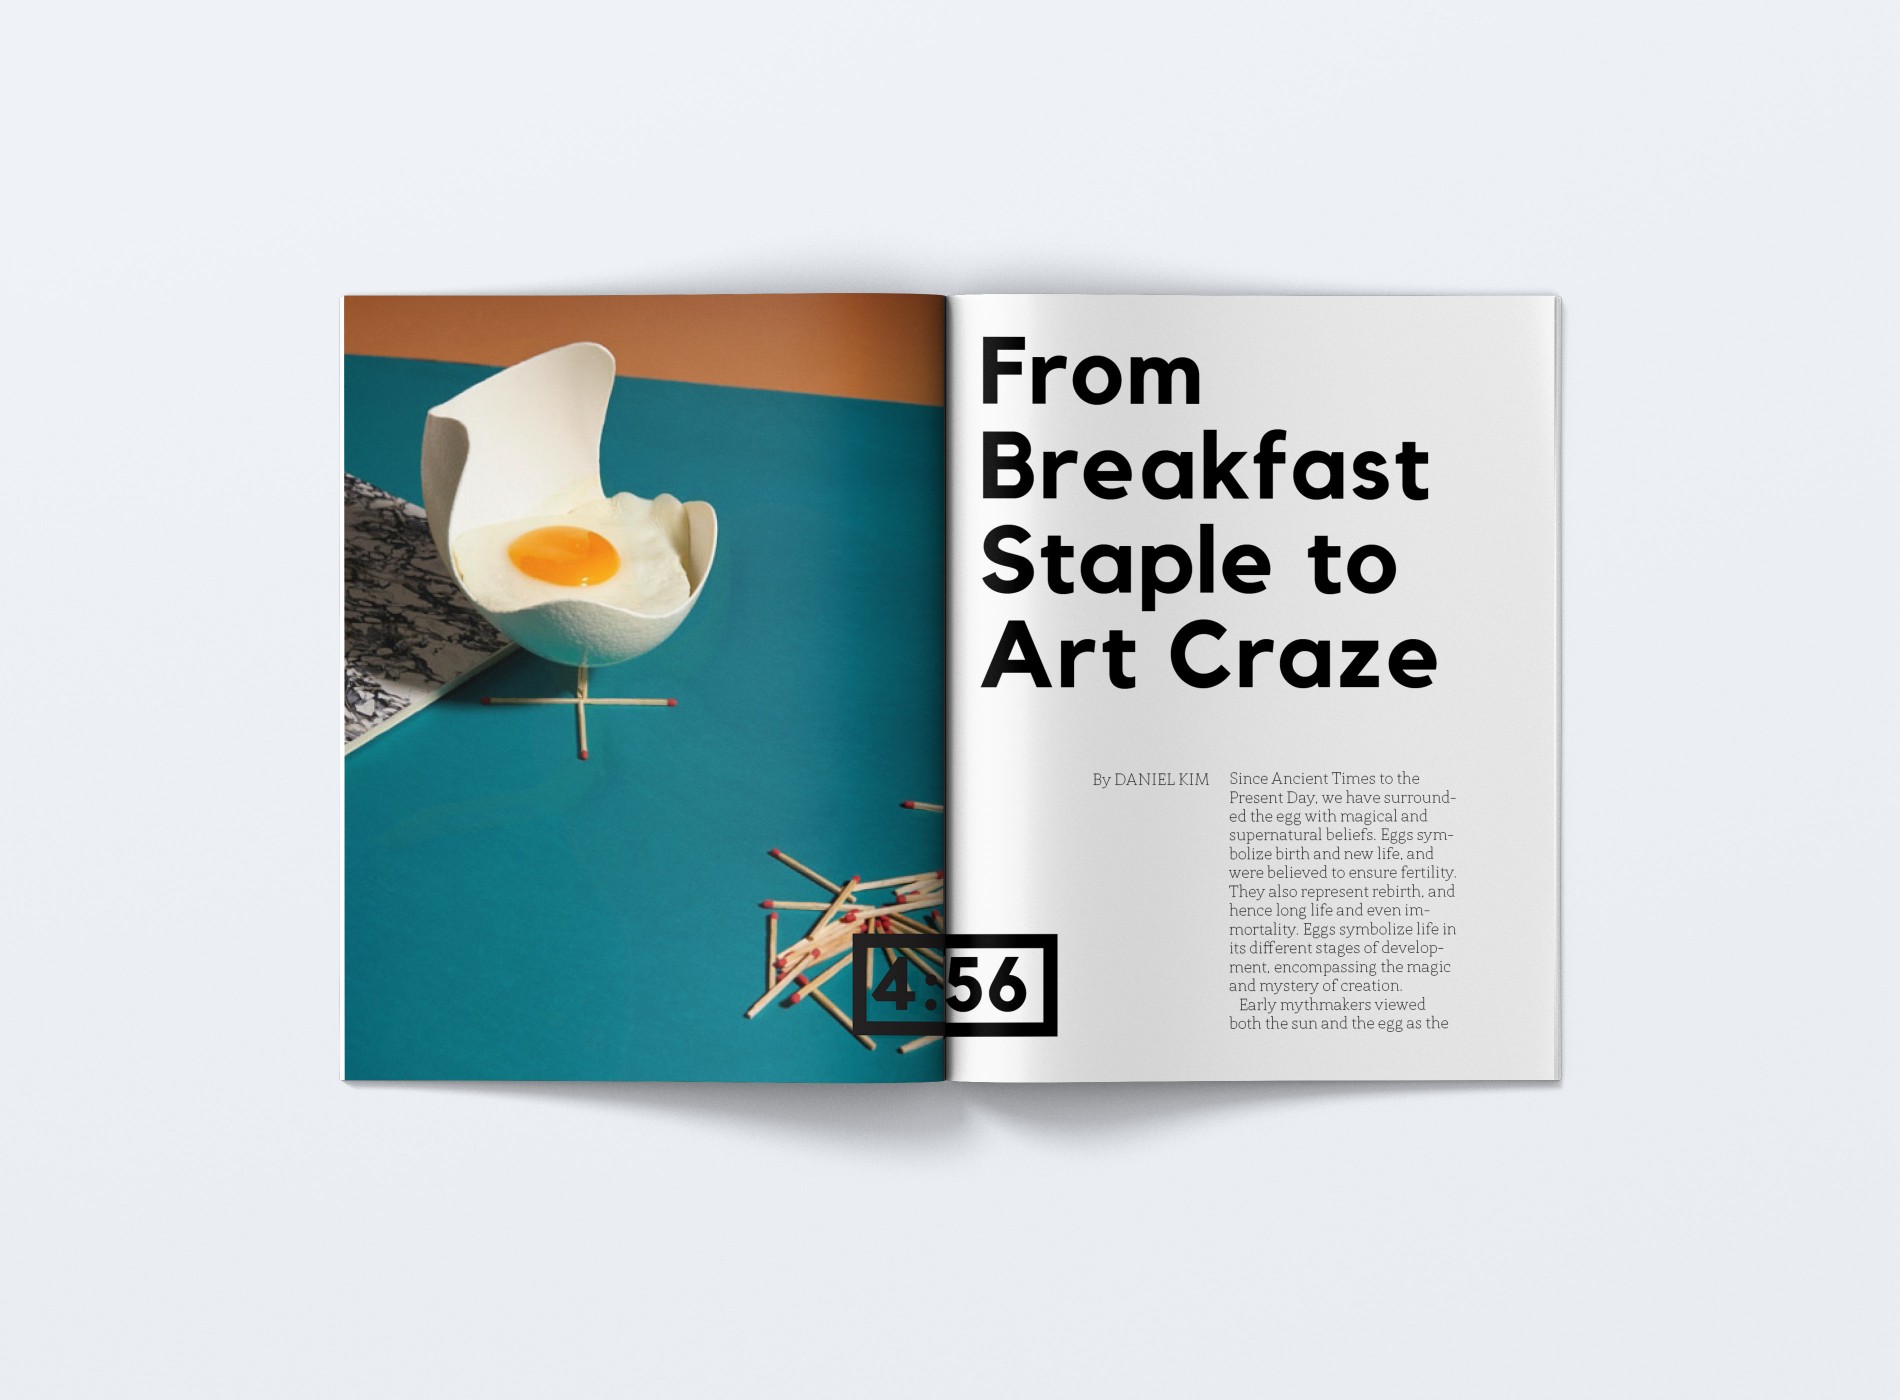 From
Breakfast
Staple to
Art Craze
By DANIEL KIM
Since Ancient Times to the
Present Day, we have surround-
ed the egg with magical and
supernatural beliefs. Eggs sym-
bolize birth and new life, and
were believed to ensure fertility.
They also represent rebirth, and
hence long life and even im-
mortality. Eggs symbolize life in
its different stages of develop-
ment, encompassing the magic
and mystery of creation.
Early mythmakers viewed
both the sun and the egg as the
4:56